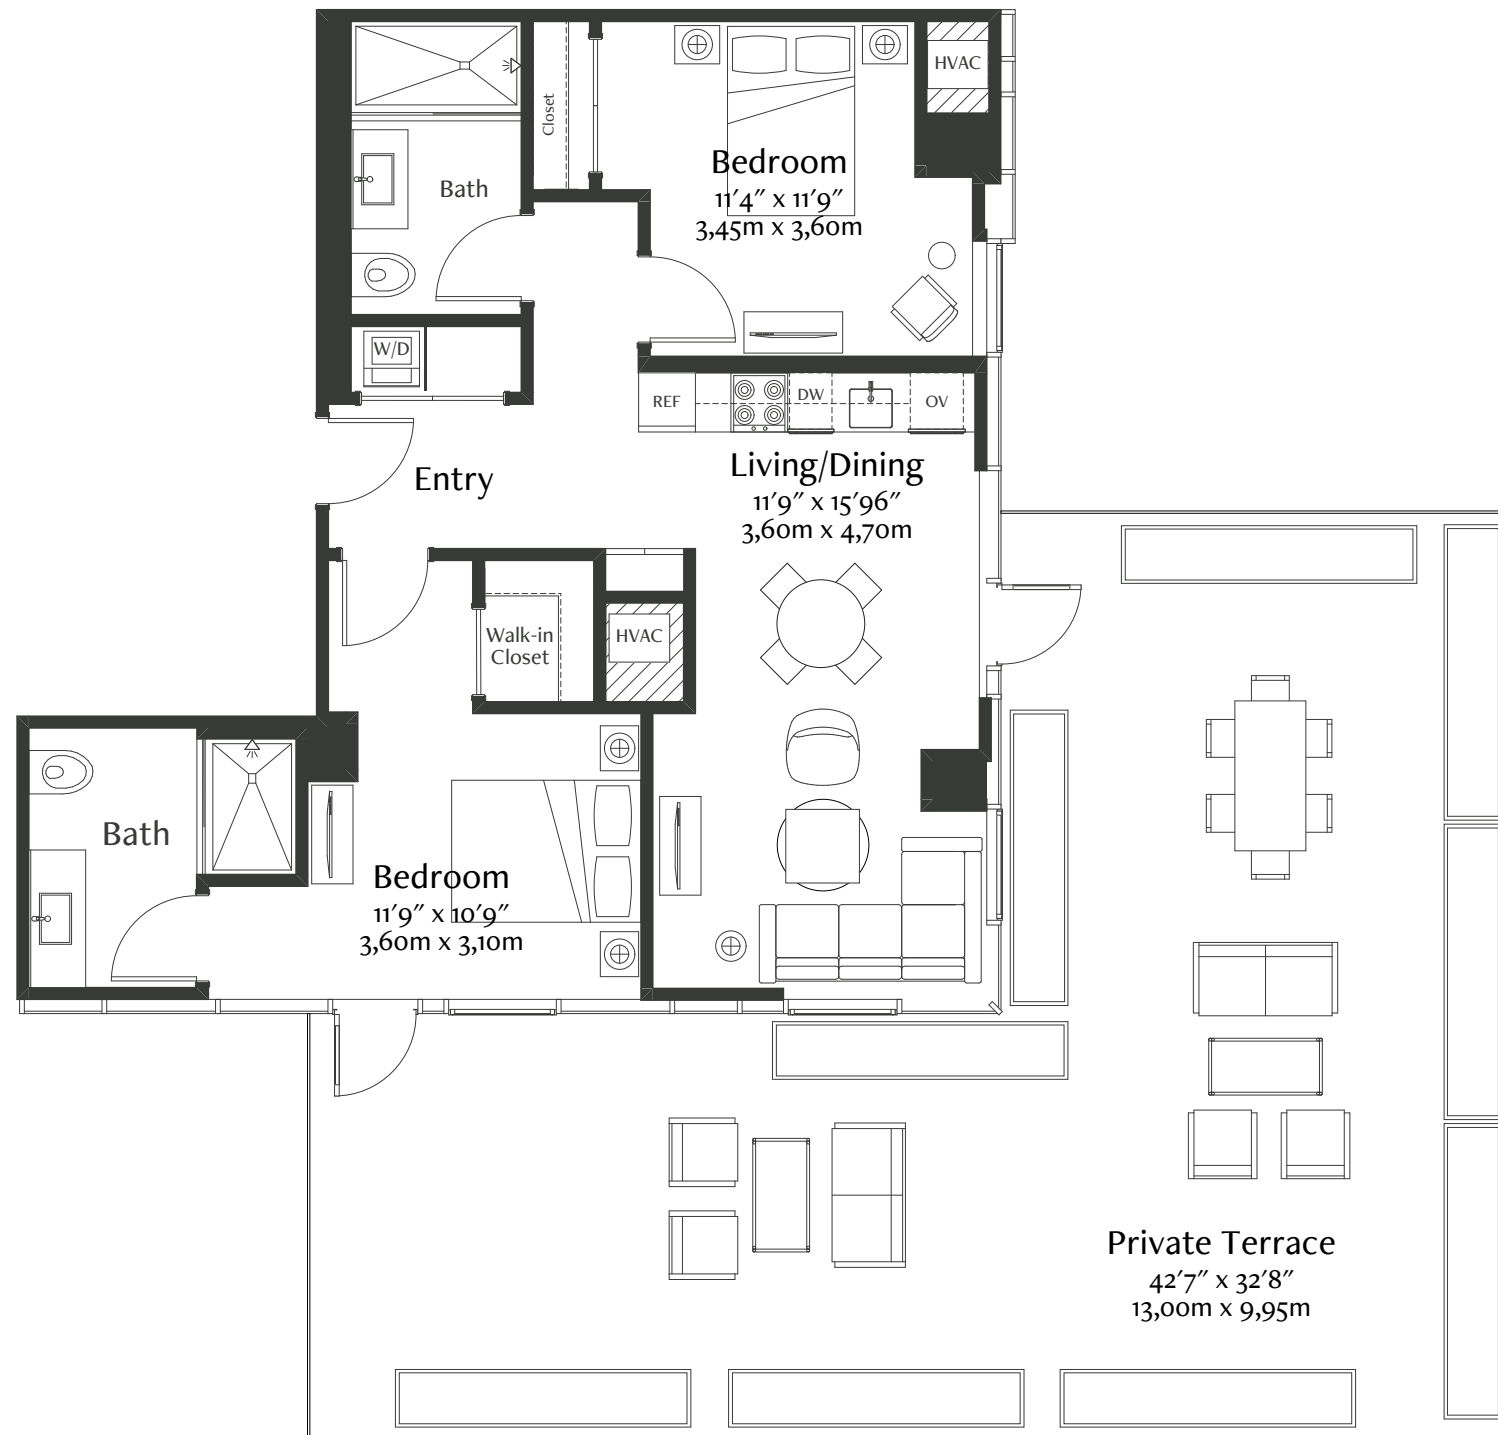 HVAC
Closet
Bedroom
11'4" x 11'9"
3,45m x 3,60m
Bath
W/D
REF
DW
OV
Entry
Living/Dining
11'9" x 15'96"
3,60m x 4,70m
Walk-in
Closet
HVAC
Bath
Bedroom
11'9" x 10'9"
3,60m x 3,10m
Private Terrace
42'7" x 32'8"
13,00m x 9,95m